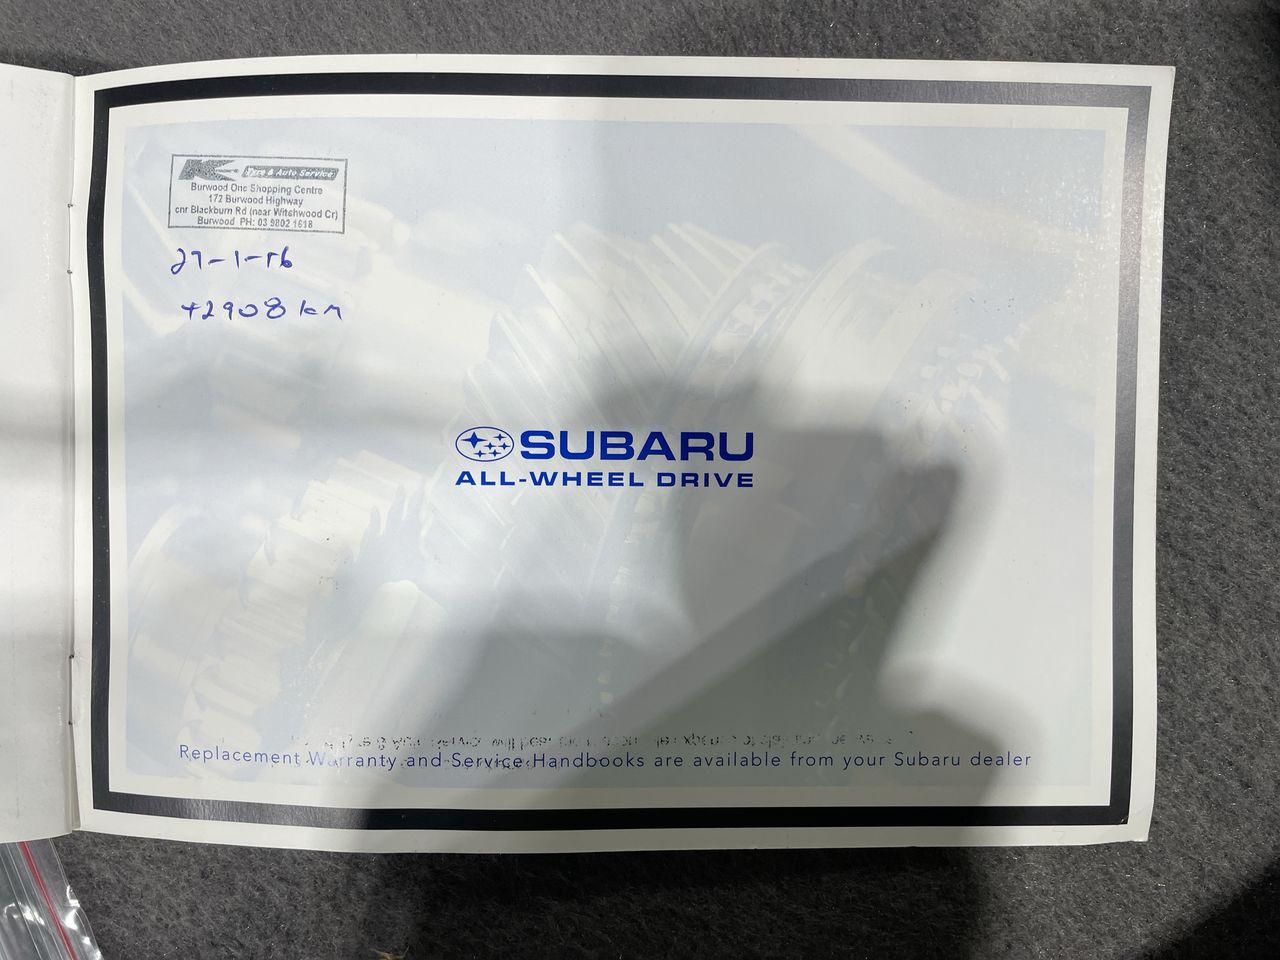 Tyre & Auto Service
Burwood One Shopping Centre
172 Burwood Highway
cnr Blackburn Rd (near Witshwood Cr)
Burwood PH: 03 9802 1618
27-1-16
42908 km
SUBARU
ALL-WHEEL DRIVE
Replacement Warranty and Service Handbooks are available from your Subaru dealer